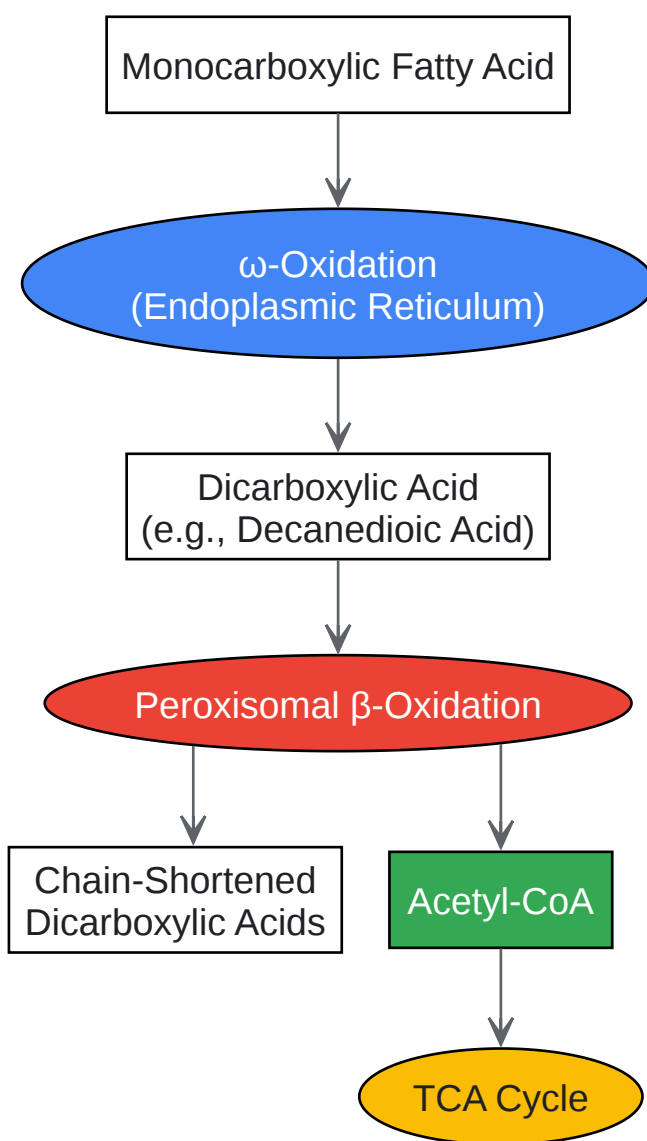 Monocarboxylic Fatty Acid
ω-Oxidation
(Endoplasmic Reticulum)
Dicarboxylic Acid
(e.g., Decanedioic Acid)
Peroxisomal β-Oxidation
Chain-Shortened
Dicarboxylic Acids
Acetyl-CoA
TCA Cycle